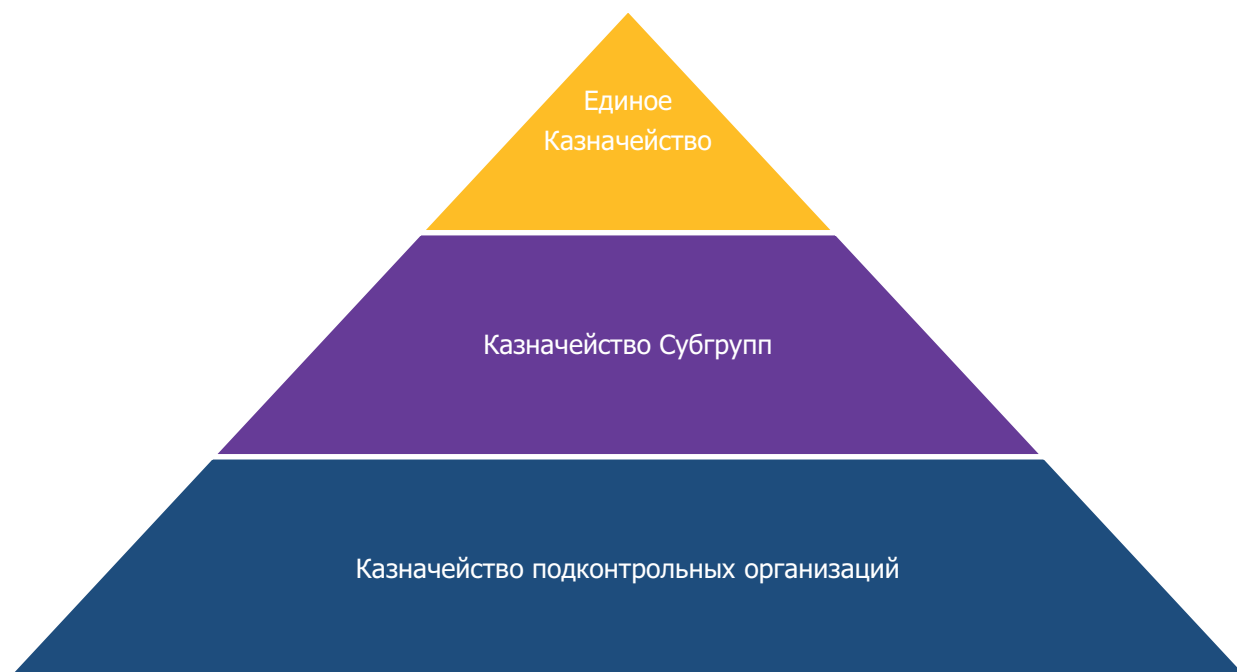 Единое
Казначейство
Казначейство Субгрупп
Казначейство подконтрольных организаций